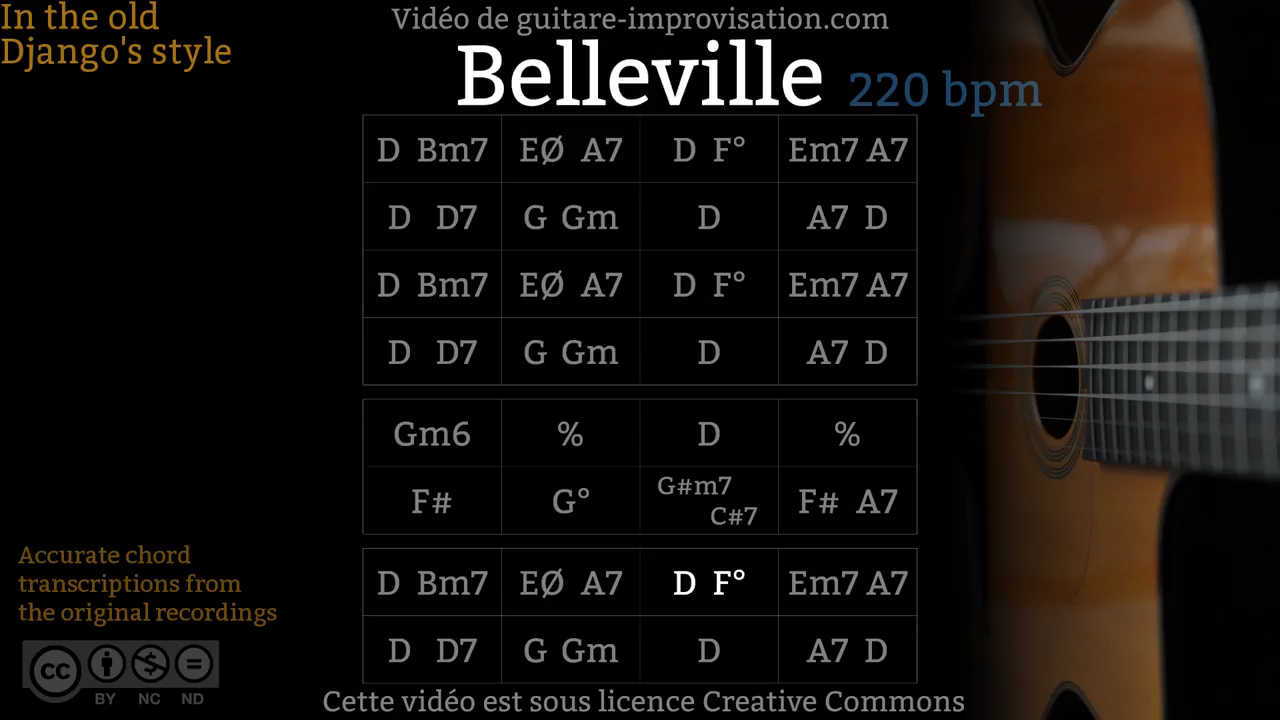 In the old
Django's style
Vidéo de guitare-improvisation.com
Belleville 220 bpm
D Bm7 EØ A7 D F° Em7 A7
D D7 G Gm D A7 D
D Bm7 EØ A7 D F° Em7 A7
D D7 G Gm D A7 D
Gm6 % D %
F# G° G#m7 C#7 F# A7
D Bm7 EØ A7 D F° Em7 A7
D D7 G Gm D A7 D
Accurate chord
transcriptions from
the original recordings
cc
BY NC ND
Cette vidéo est sous licence Creative Commons